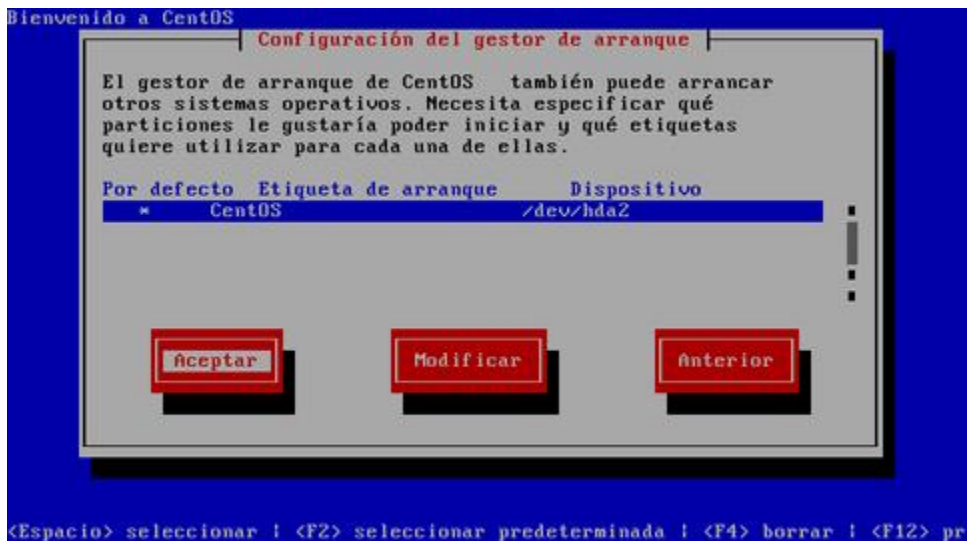 Bienvenido a CentOS
Configuración del gestor de arranque
El gestor de arranque de CentOS también puede arrancar
otros sistemas operativos. Necesita especificar qué
particiones le gustaría poder iniciar y qué etiquetas
quiere utilizar para cada una de ellas.
Por defecto Etiqueta de arranque Dispositivo
* CentOS /dev/hda2
Aceptar Modificar Anterior
<Espacio> seleccionar | <F2> seleccionar predeterminada | <F4> borrar | <F12> pr